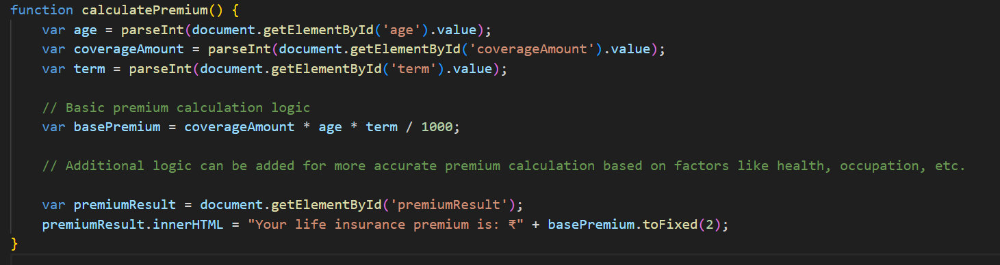 function calculatePremium() {
    var age = parseInt(document.getElementById('age').value);
    var coverageAmount = parseInt(document.getElementById('coverageAmount').value);
    var term = parseInt(document.getElementById('term').value);

    // Basic premium calculation logic
    var basePremium = coverageAmount * age * term / 1000;

    // Additional logic can be added for more accurate premium calculation based on factors like health, occupation, etc.

    var premiumResult = document.getElementById('premiumResult');
    premiumResult.innerHTML = "Your life insurance premium is: ₹" + basePremium.toFixed(2);
}